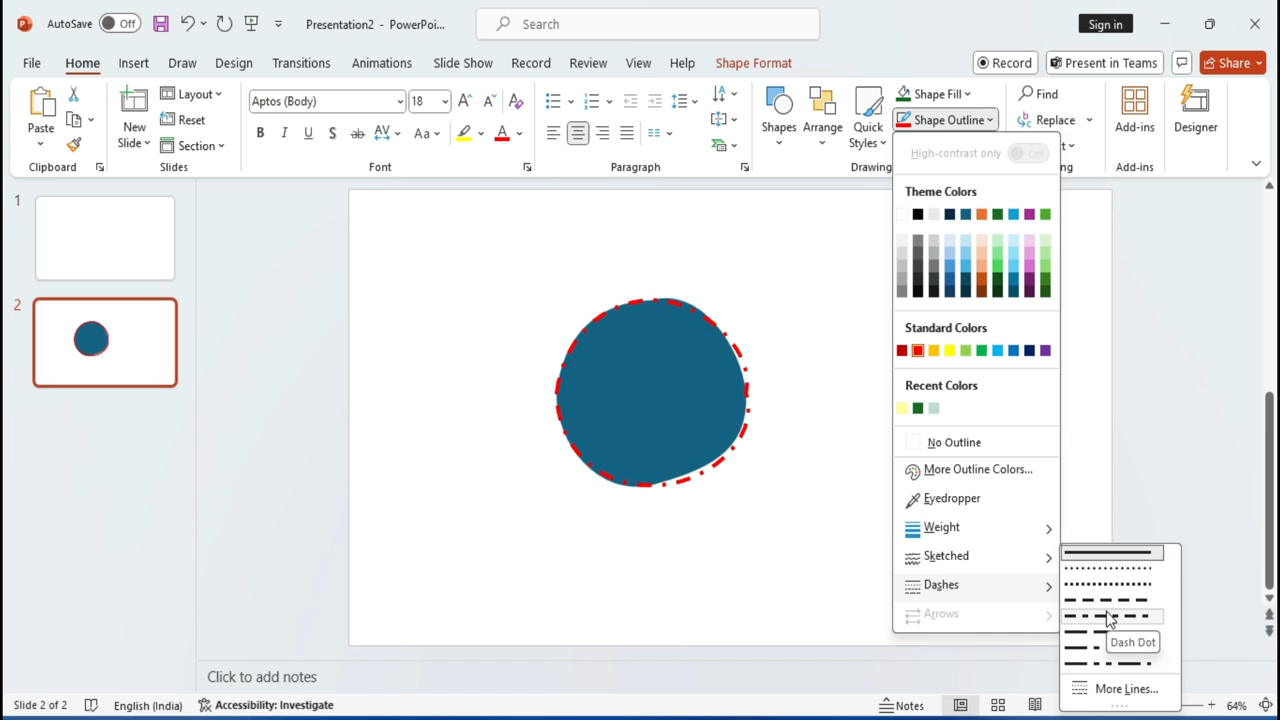 AutoSave Off Presentation2 - PowerPoi... Search Sign in
File Home Insert Draw Design Transitions Animations Slide Show Record Review View Help Shape Format Record Present in Teams Share
Paste
Clipboard
New Slide
Layout
Reset
Section
Slides
Aptos (Body) 18
B I U S ab AV Aa A
Font
Paragraph
Shapes Arrange Quick Styles
Shape Fill
Shape Outline
Drawing
Find
Replace
Add-ins
Add-ins
Designer
High-contrast only Off
Theme Colors
Standard Colors
Recent Colors
No Outline
More Outline Colors...
Eyedropper
Weight
Sketched
Dashes
Arrows
Dash Dot
More Lines...
1
2
Click to add notes
Slide 2 of 2 English (India) Accessibility: Investigate Notes 64%